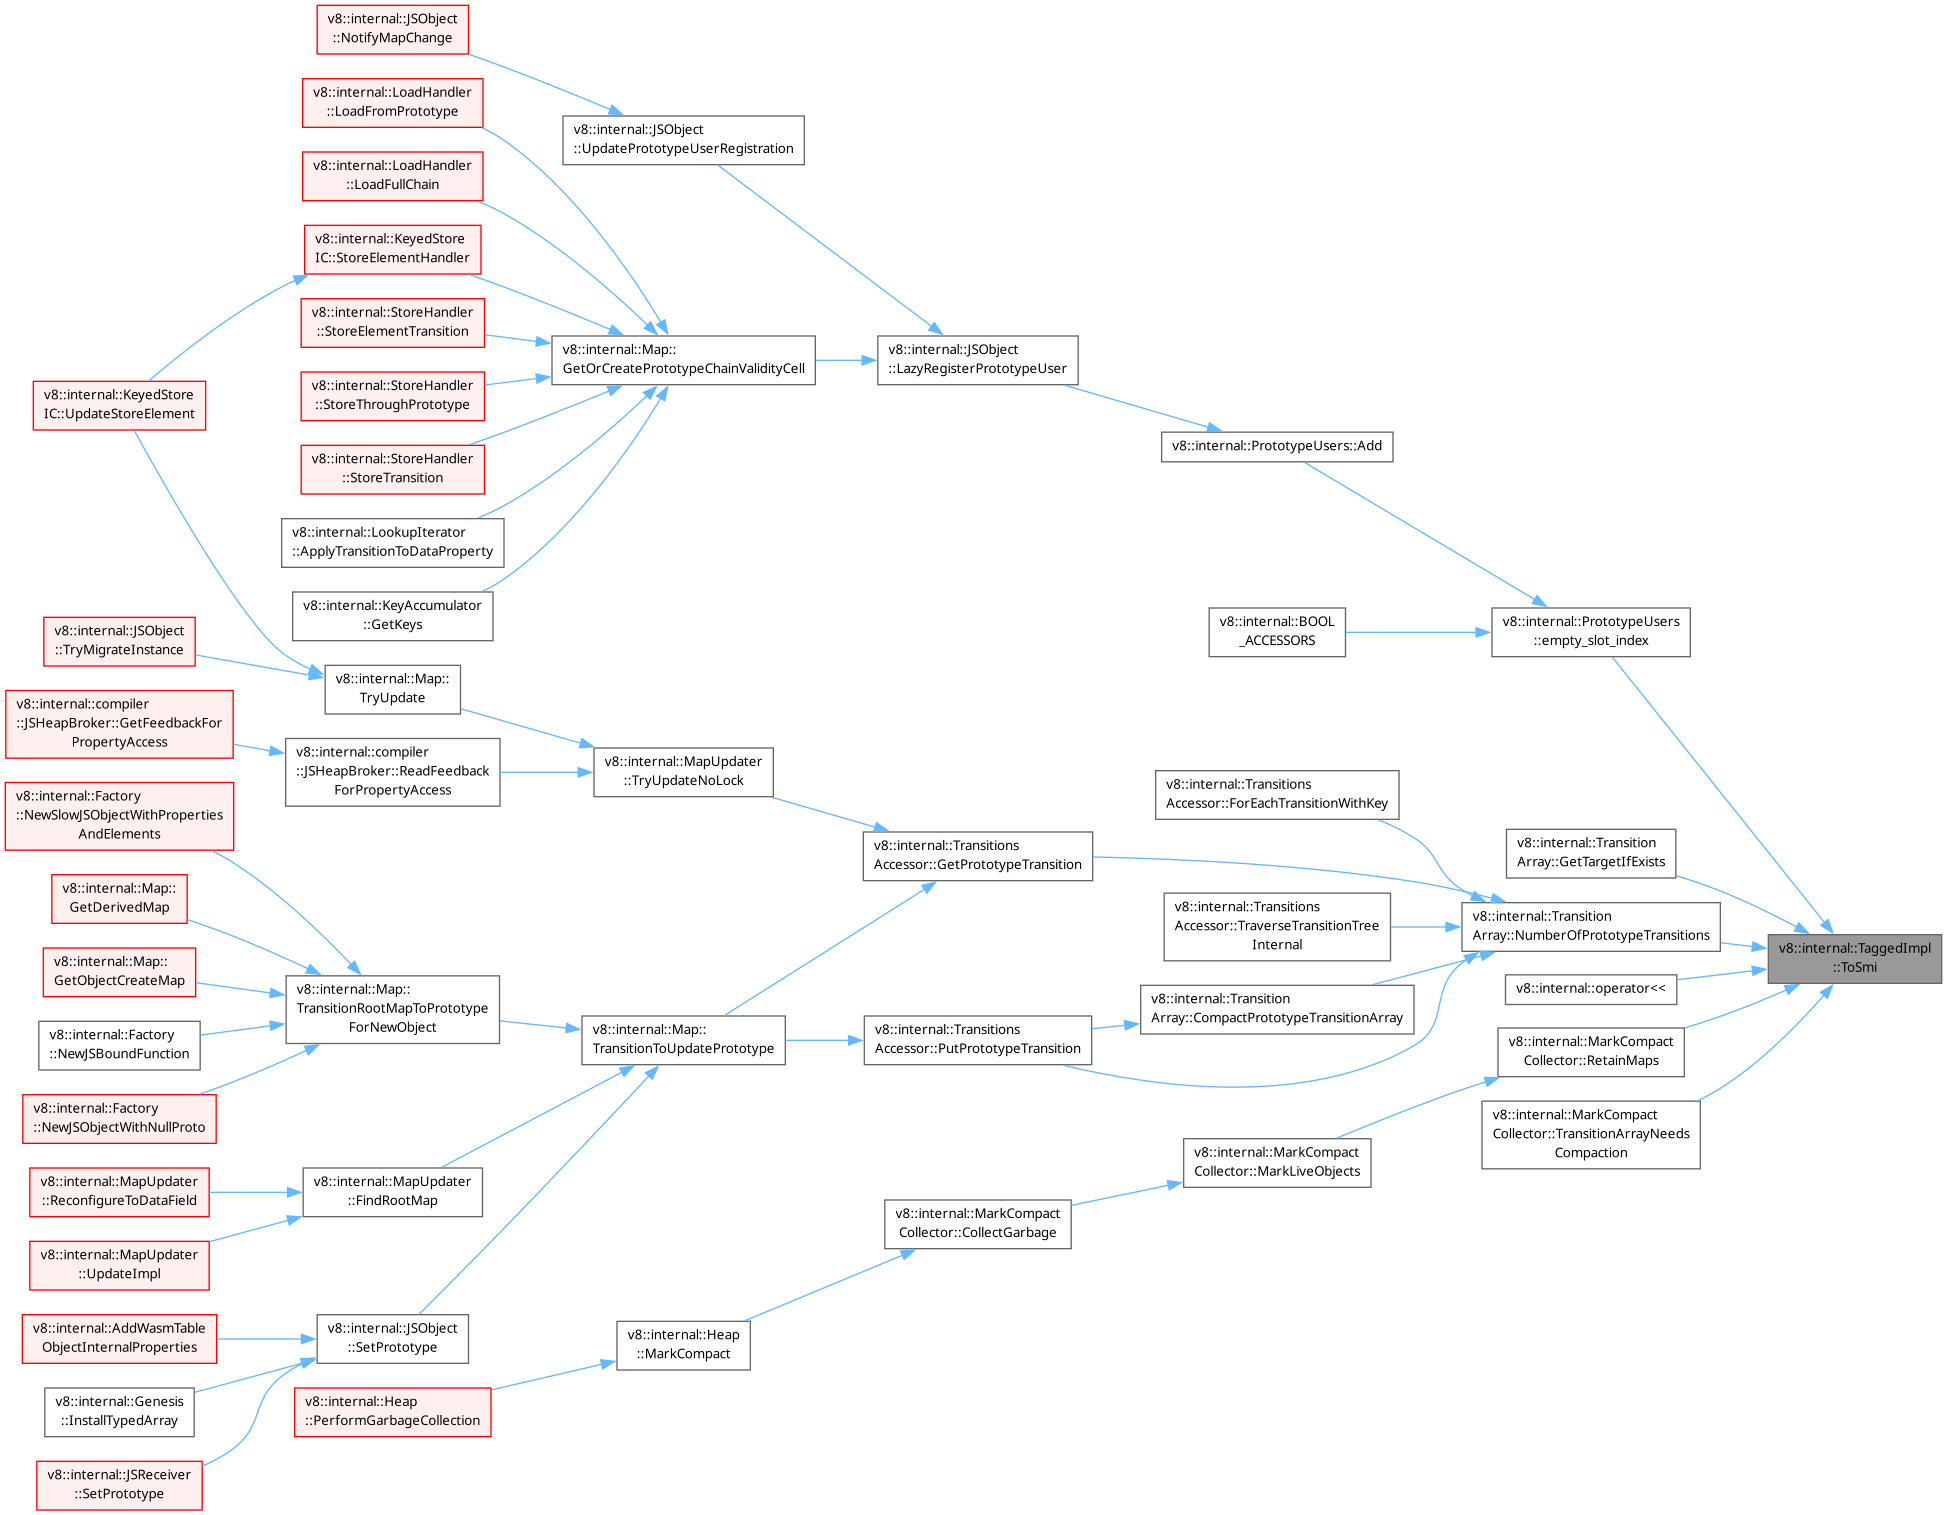 v8::internal::JSObject
::NotifyMapChange
v8::internal::LoadHandler
::LoadFromPrototype
v8::internal::LoadHandler
::LoadFullChain
v8::internal::KeyedStore
IC::StoreElementHandler
v8::internal::StoreHandler
::StoreElementTransition
v8::internal::StoreHandler
::StoreThroughPrototype
v8::internal::StoreHandler
::StoreTransition
v8::internal::LookupIterator
::ApplyTransitionToDataProperty
v8::internal::KeyAccumulator
::GetKeys
v8::internal::KeyedStore
IC::UpdateStoreElement
v8::internal::JSObject
::TryMigrateInstance
v8::internal::Map::
TryUpdate
v8::internal::compiler
::JSHeapBroker::GetFeedbackFor
PropertyAccess
v8::internal::compiler
::JSHeapBroker::ReadFeedback
ForPropertyAccess
v8::internal::Factory
::NewSlowJSObjectWithProperties
AndElements
v8::internal::Map::
GetDerivedMap
v8::internal::Map::
GetObjectCreateMap
v8::internal::Factory
::NewJSBoundFunction
v8::internal::Factory
::NewJSObjectWithNullProto
v8::internal::Map::
TransitionRootMapToPrototype
ForNewObject
v8::internal::MapUpdater
::ReconfigureToDataField
v8::internal::MapUpdater
::UpdateImpl
v8::internal::MapUpdater
::FindRootMap
v8::internal::AddWasmTable
ObjectInternalProperties
v8::internal::Genesis
::InstallTypedArray
v8::internal::JSReceiver
::SetPrototype
v8::internal::JSObject
::SetPrototype
v8::internal::Heap
::PerformGarbageCollection
v8::internal::JSObject
::UpdatePrototypeUserRegistration
v8::internal::Map::
GetOrCreatePrototypeChainValidityCell
v8::internal::MapUpdater
::TryUpdateNoLock
v8::internal::Map::
TransitionToUpdatePrototype
v8::internal::Heap
::MarkCompact
v8::internal::JSObject
::LazyRegisterPrototypeUser
v8::internal::Transitions
Accessor::GetPrototypeTransition
v8::internal::Transitions
Accessor::PutPrototypeTransition
v8::internal::MarkCompact
Collector::CollectGarbage
v8::internal::PrototypeUsers::Add
v8::internal::BOOL
_ACCESSORS
v8::internal::Transitions
Accessor::ForEachTransitionWithKey
v8::internal::Transitions
Accessor::TraverseTransitionTree
Internal
v8::internal::Transition
Array::CompactPrototypeTransitionArray
v8::internal::MarkCompact
Collector::MarkLiveObjects
v8::internal::PrototypeUsers
::empty_slot_index
v8::internal::Transition
Array::GetTargetIfExists
v8::internal::Transition
Array::NumberOfPrototypeTransitions
v8::internal::operator<<
v8::internal::MarkCompact
Collector::RetainMaps
v8::internal::MarkCompact
Collector::TransitionArrayNeeds
Compaction
v8::internal::TaggedImpl
::ToSmi